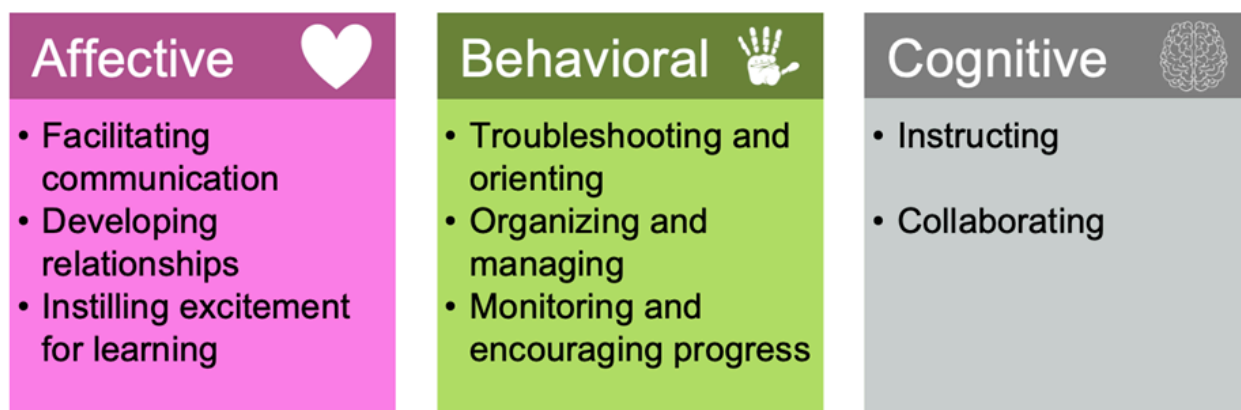 Affective
• Facilitating
communication
• Developing
relationships
• Instilling excitement
for learning
Behavioral
• Troubleshooting and
orienting
• Organizing and
managing
• Monitoring and
encouraging progress
Cognitive
• Instructing
• Collaborating